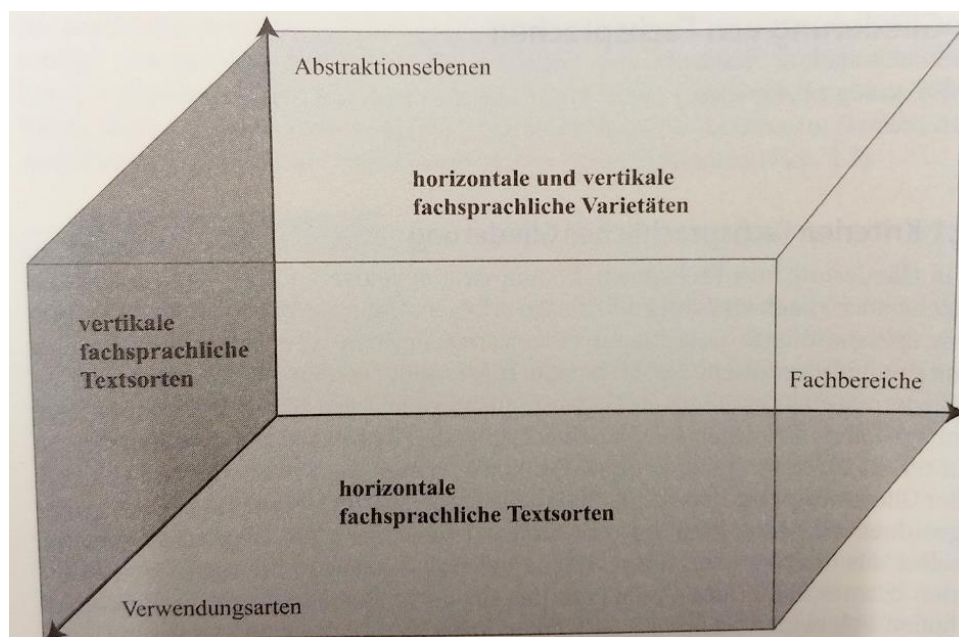 Abstraktionsebenen
horizontale und vertikale
fachsprachliche Varietäten
vertikale
fachsprachliche
Textsorten
Fachbereiche
horizontale
fachsprachliche Textsorten
Verwendungsarten